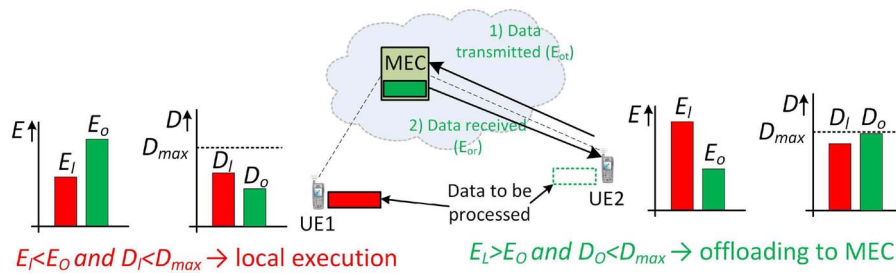 1) Data
transmitted (Eot)
MEC
2) Data received
(Eor)
E
El
Eo
D
Dmax
Dl
Do
UE1
Data to be
processed
UE2
E
El
Eo
D
Dmax
Dl
Do
El<EO and Dl<Dmax → local execution
EL>EO and DO<Dmax → offloading to MEC